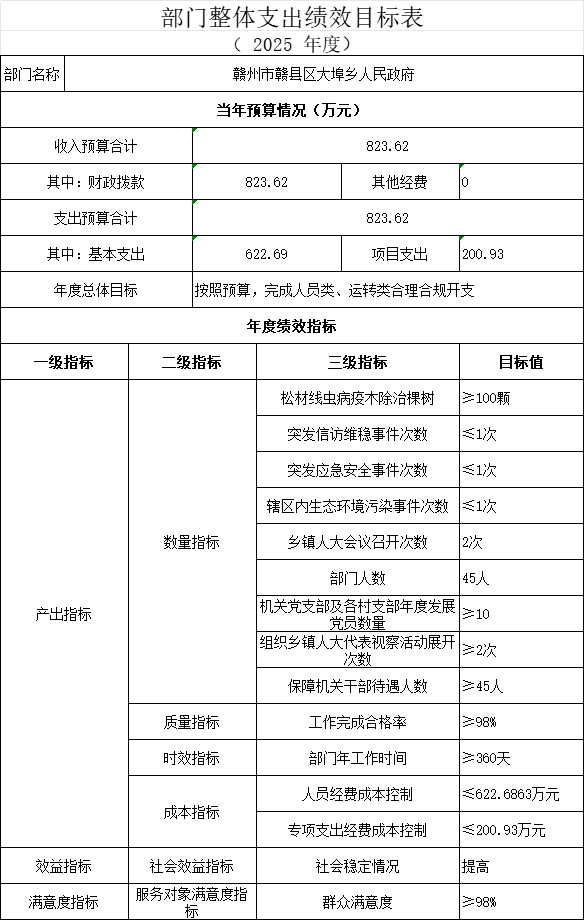 部门整体支出绩效目标表
（ 2025 年度）
部门名称 赣州市赣县区大埠乡人民政府
当年预算情况（万元）
收入预算合计 823.62
其中：财政拨款 823.62 其他经费 0
支出预算合计 823.62
其中：基本支出 622.69 项目支出 200.93
年度总体目标 按照预算，完成人员类、运转类合理合规开支
年度绩效指标
一级指标 二级指标 三级指标 目标值
产出指标 数量指标 松材线虫病疫木除治棵树 ≥100颗
突发信访维稳事件次数 ≤1次
突发应急安全事件次数 ≤1次
辖区内生态环境污染事件次数 ≤1次
乡镇人大会议召开次数 2次
部门人数 45人
机关党支部及各村支部年度发展
党员数量 ≥10
组织乡镇人大代表视察活动展开
次数 ≥2次
保障机关干部待遇人数 ≥45人
质量指标 工作完成合格率 ≥98%
时效指标 部门年工作时间 ≥360天
成本指标 人员经费成本控制 ≤622.6863万元
专项支出经费成本控制 ≤200.93万元
效益指标 社会效益指标 社会稳定情况 提高
满意度指标 服务对象满意度指
标 群众满意度 ≥98%